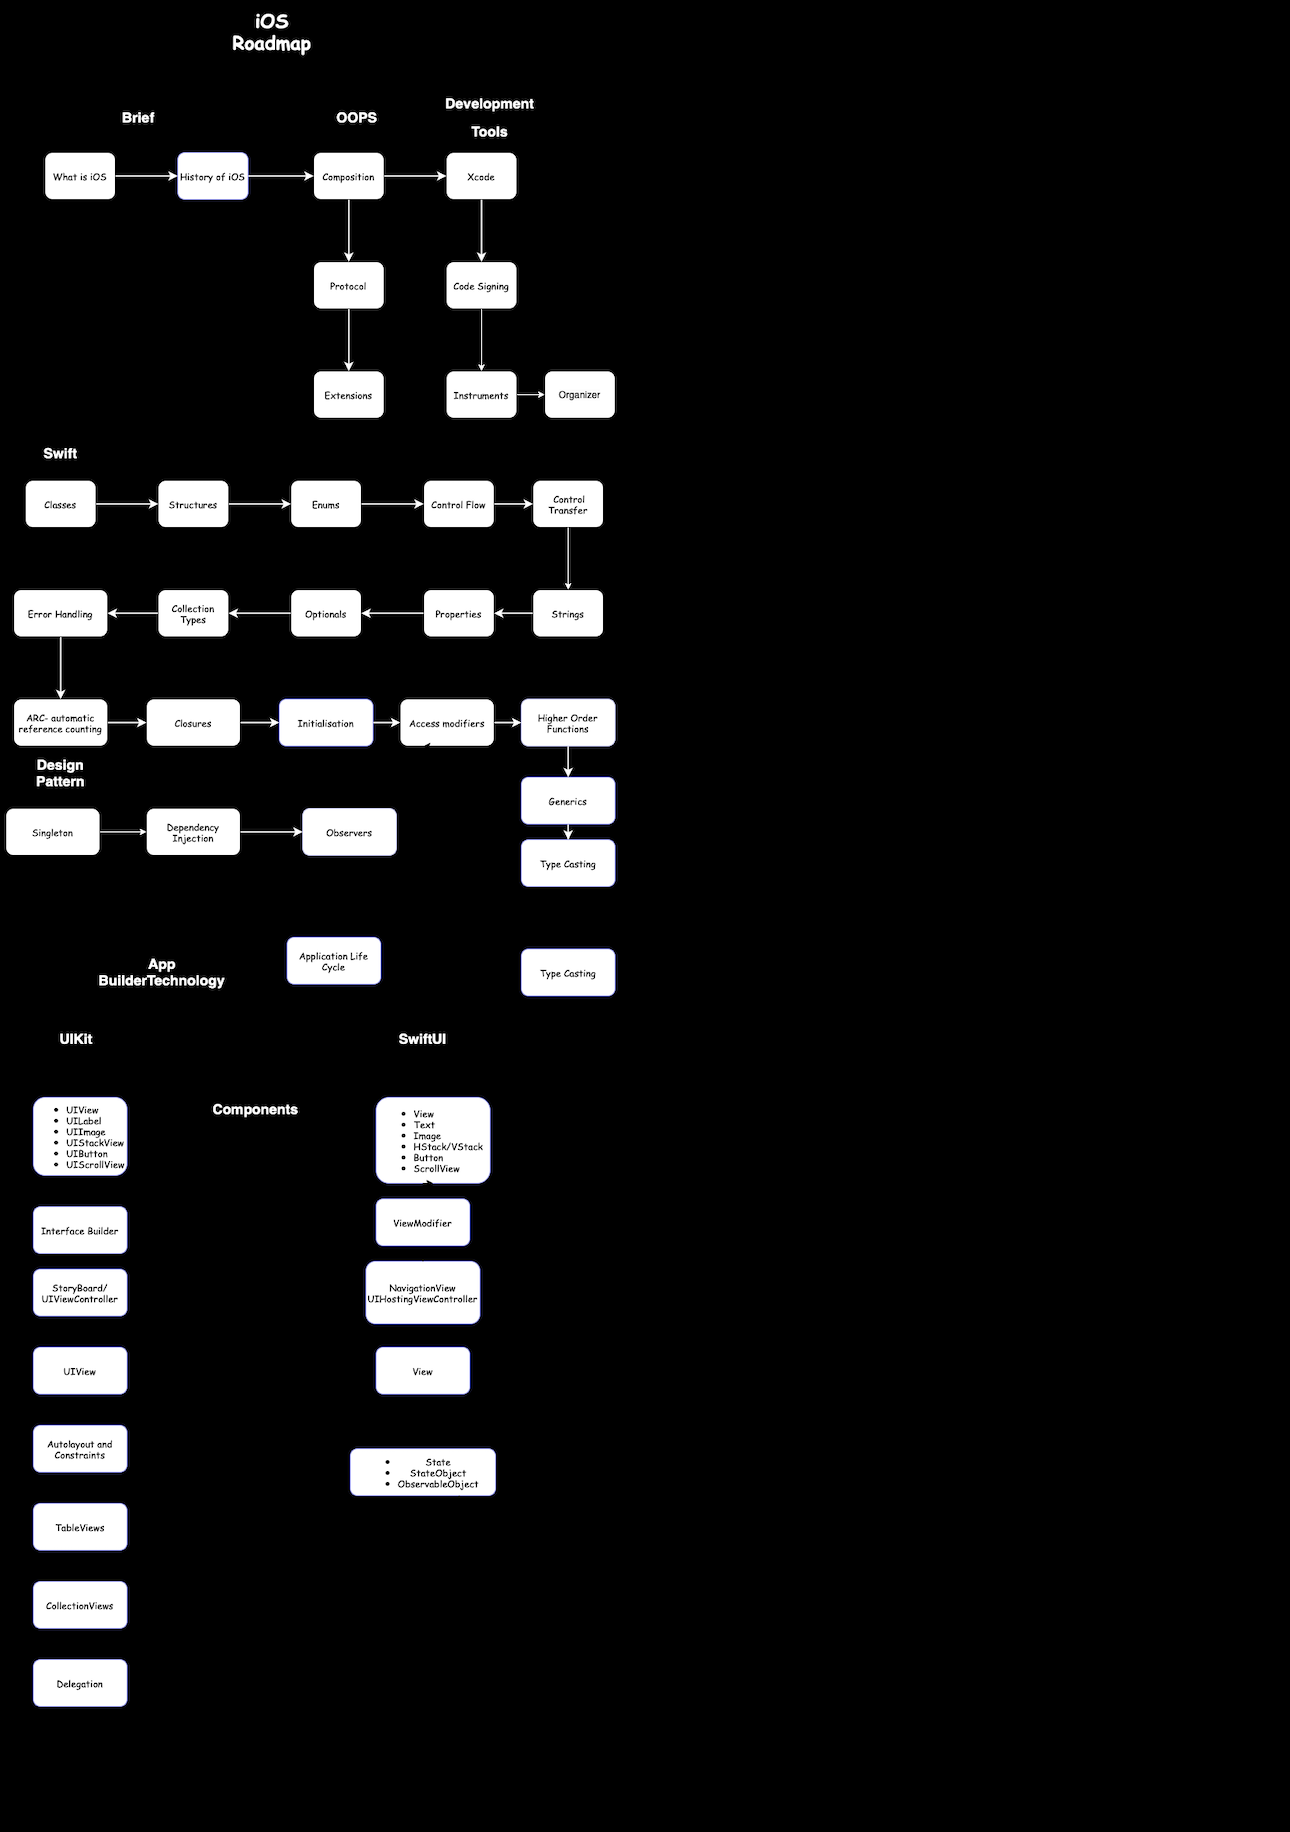 iOS
Roadmap
Brief
OOPS
Development
Tools
What is iOS
History of iOS
Composition
Xcode
Protocol
Code Signing
Extensions
Instruments
Organizer
Swift
Classes
Structures
Enums
Control Flow
Control
Transfer
Error Handling
Collection
Types
Optionals
Properties
Strings
ARC- automatic
reference counting
Closures
Initialisation
Access modifiers
Higher Order
Functions
Design
Pattern
Generics
Singleton
Dependency
Injection
Observers
Type Casting
App
BuilderTechnology
Application Life
Cycle
Type Casting
UIKit
SwiftUI
• UIView
• UILabel
• UIImage
• UIStackView
• UIButton
• UIScrollView
Components
• View
• Text
• Image
• HStack/VStack
• Button
• ScrollView
Interface Builder
ViewModifier
StoryBoard/
UIViewController
NavigationView
UIHostingViewController
UIView
View
Autolayout and
Constraints
• State
• StateObject
• ObservableObject
TableViews
CollectionViews
Delegation